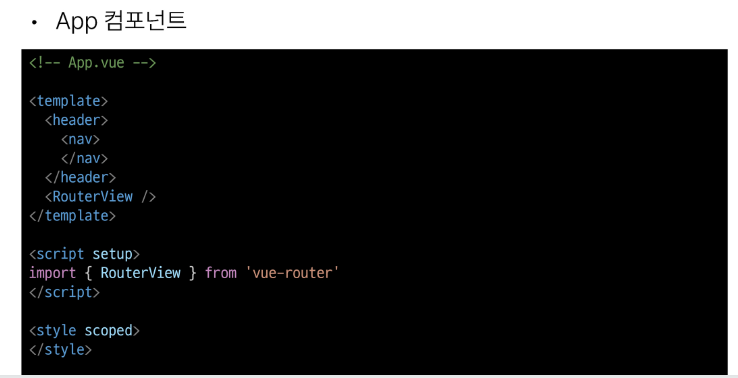 • App 컴포넌트
<!-- App.vue -->
<template>
<header>
<nav>
</nav>
</header>
<RouterView />
</template>
<script setup>
import { RouterView } from 'vue-router'
</script>
<style scoped>
</style>